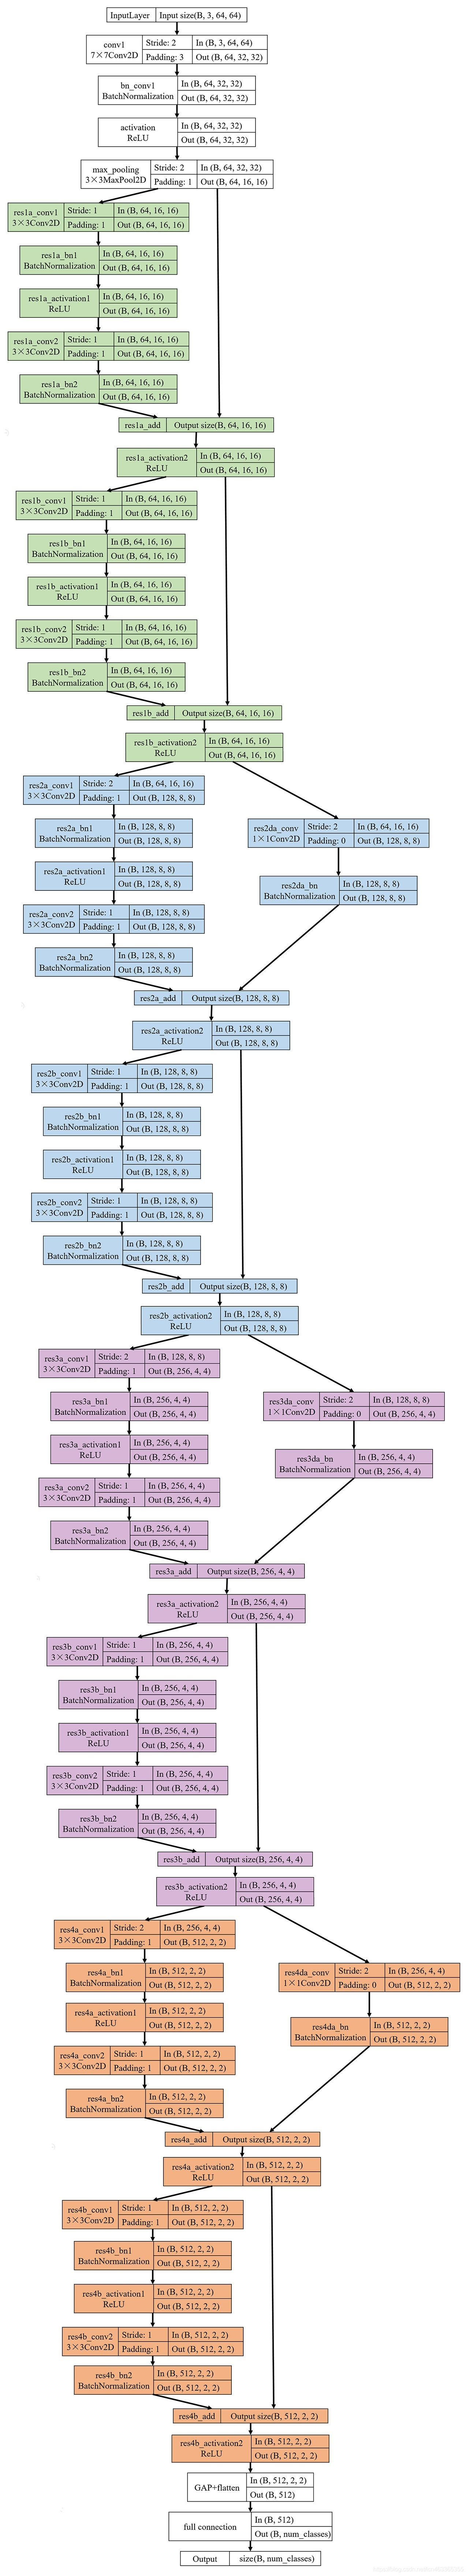 InputLayer Input size(B, 3, 64, 64)
conv1 Stride: 2 In (B, 3, 64, 64)
7×7Conv2D Padding: 3 Out (B, 64, 32, 32)
bn_conv1 In (B, 64, 32, 32)
BatchNormalization Out (B, 64, 32, 32)
activation In (B, 64, 32, 32)
ReLU Out (B, 64, 32, 32)
max_pooling Stride: 2 In (B, 64, 32, 32)
3×3MaxPool2D Padding: 1 Out (B, 64, 16, 16)
res1a_conv1 Stride: 1 In (B, 64, 16, 16)
3×3Conv2D Padding: 1 Out (B, 64, 16, 16)
res1a_bn1 In (B, 64, 16, 16)
BatchNormalization Out (B, 64, 16, 16)
res1a_activation1 In (B, 64, 16, 16)
ReLU Out (B, 64, 16, 16)
res1a_conv2 Stride: 1 In (B, 64, 16, 16)
3×3Conv2D Padding: 1 Out (B, 64, 16, 16)
res1a_bn2 In (B, 64, 16, 16)
BatchNormalization Out (B, 64, 16, 16)
res1a_add Output size(B, 64, 16, 16)
res1a_activation2 In (B, 64, 16, 16)
ReLU Out (B, 64, 16, 16)
res1b_conv1 Stride: 1 In (B, 64, 16, 16)
3×3Conv2D Padding: 1 Out (B, 64, 16, 16)
res1b_bn1 In (B, 64, 16, 16)
BatchNormalization Out (B, 64, 16, 16)
res1b_activation1 In (B, 64, 16, 16)
ReLU Out (B, 64, 16, 16)
res1b_conv2 Stride: 1 In (B, 64, 16, 16)
3×3Conv2D Padding: 1 Out (B, 64, 16, 16)
res1b_bn2 In (B, 64, 16, 16)
BatchNormalization Out (B, 64, 16, 16)
res1b_add Output size(B, 64, 16, 16)
res1b_activation2 In (B, 64, 16, 16)
ReLU Out (B, 64, 16, 16)
res2a_conv1 Stride: 2 In (B, 64, 16, 16)
3×3Conv2D Padding: 1 Out (B, 128, 8, 8)
res2a_bn1 In (B, 128, 8, 8)
BatchNormalization Out (B, 128, 8, 8)
res2da_conv Stride: 2 In (B, 64, 16, 16)
1×1Conv2D Padding: 0 Out (B, 128, 8, 8)
res2a_activation1 In (B, 128, 8, 8)
ReLU Out (B, 128, 8, 8)
res2da_bn In (B, 128, 8, 8)
BatchNormalization Out (B, 128, 8, 8)
res2a_conv2 Stride: 1 In (B, 128, 8, 8)
3×3Conv2D Padding: 1 Out (B, 128, 8, 8)
res2a_bn2 In (B, 128, 8, 8)
BatchNormalization Out (B, 128, 8, 8)
res2a_add Output size(B, 128, 8, 8)
res2a_activation2 In (B, 128, 8, 8)
ReLU Out (B, 128, 8, 8)
res2b_conv1 Stride: 1 In (B, 128, 8, 8)
3×3Conv2D Padding: 1 Out (B, 128, 8, 8)
res2b_bn1 In (B, 128, 8, 8)
BatchNormalization Out (B, 128, 8, 8)
res2b_activation1 In (B, 128, 8, 8)
ReLU Out (B, 128, 8, 8)
res2b_conv2 Stride: 1 In (B, 128, 8, 8)
3×3Conv2D Padding: 1 Out (B, 128, 8, 8)
res2b_bn2 In (B, 128, 8, 8)
BatchNormalization Out (B, 128, 8, 8)
res2b_add Output size(B, 128, 8, 8)
res2b_activation2 In (B, 128, 8, 8)
ReLU Out (B, 128, 8, 8)
res3a_conv1 Stride: 2 In (B, 128, 8, 8)
3×3Conv2D Padding: 1 Out (B, 256, 4, 4)
res3a_bn1 In (B, 256, 4, 4)
BatchNormalization Out (B, 256, 4, 4)
res3da_conv Stride: 2 In (B, 128, 8, 8)
1×1Conv2D Padding: 0 Out (B, 256, 4, 4)
res3a_activation1 In (B, 256, 4, 4)
ReLU Out (B, 256, 4, 4)
res3da_bn In (B, 256, 4, 4)
BatchNormalization Out (B, 256, 4, 4)
res3a_conv2 Stride: 1 In (B, 256, 4, 4)
3×3Conv2D Padding: 1 Out (B, 256, 4, 4)
res3a_bn2 In (B, 256, 4, 4)
BatchNormalization Out (B, 256, 4, 4)
res3a_add Output size(B, 256, 4, 4)
res3a_activation2 In (B, 256, 4, 4)
ReLU Out (B, 256, 4, 4)
res3b_conv1 Stride: 1 In (B, 256, 4, 4)
3×3Conv2D Padding: 1 Out (B, 256, 4, 4)
res3b_bn1 In (B, 256, 4, 4)
BatchNormalization Out (B, 256, 4, 4)
res3b_activation1 In (B, 256, 4, 4)
ReLU Out (B, 256, 4, 4)
res3b_conv2 Stride: 1 In (B, 256, 4, 4)
3×3Conv2D Padding: 1 Out (B, 256, 4, 4)
res3b_bn2 In (B, 256, 4, 4)
BatchNormalization Out (B, 256, 4, 4)
res3b_add Output size(B, 256, 4, 4)
res3b_activation2 In (B, 256, 4, 4)
ReLU Out (B, 256, 4, 4)
res4a_conv1 Stride: 2 In (B, 256, 4, 4)
3×3Conv2D Padding: 1 Out (B, 512, 2, 2)
res4a_bn1 In (B, 512, 2, 2)
BatchNormalization Out (B, 512, 2, 2)
res4da_conv Stride: 2 In (B, 256, 4, 4)
1×1Conv2D Padding: 0 Out (B, 512, 2, 2)
res4a_activation1 In (B, 512, 2, 2)
ReLU Out (B, 512, 2, 2)
res4da_bn In (B, 512, 2, 2)
BatchNormalization Out (B, 512, 2, 2)
res4a_conv2 Stride: 1 In (B, 512, 2, 2)
3×3Conv2D Padding: 1 Out (B, 512, 2, 2)
res4a_bn2 In (B, 512, 2, 2)
BatchNormalization Out (B, 512, 2, 2)
res4a_add Output size(B, 512, 2, 2)
res4a_activation2 In (B, 512, 2, 2)
ReLU Out (B, 512, 2, 2)
res4b_conv1 Stride: 1 In (B, 512, 2, 2)
3×3Conv2D Padding: 1 Out (B, 512, 2, 2)
res4b_bn1 In (B, 512, 2, 2)
BatchNormalization Out (B, 512, 2, 2)
res4b_activation1 In (B, 512, 2, 2)
ReLU Out (B, 512, 2, 2)
res4b_conv2 Stride: 1 In (B, 512, 2, 2)
3×3Conv2D Padding: 1 Out (B, 512, 2, 2)
res4b_bn2 In (B, 512, 2, 2)
BatchNormalization Out (B, 512, 2, 2)
res4b_add Output size(B, 512, 2, 2)
res4b_activation2 In (B, 512, 2, 2)
ReLU Out (B, 512, 2, 2)
GAP+flatten In (B, 512, 2, 2)
Out (B, 512)
full connection In (B, 512)
Out (B, num_classes)
Output size(B, num_classes)